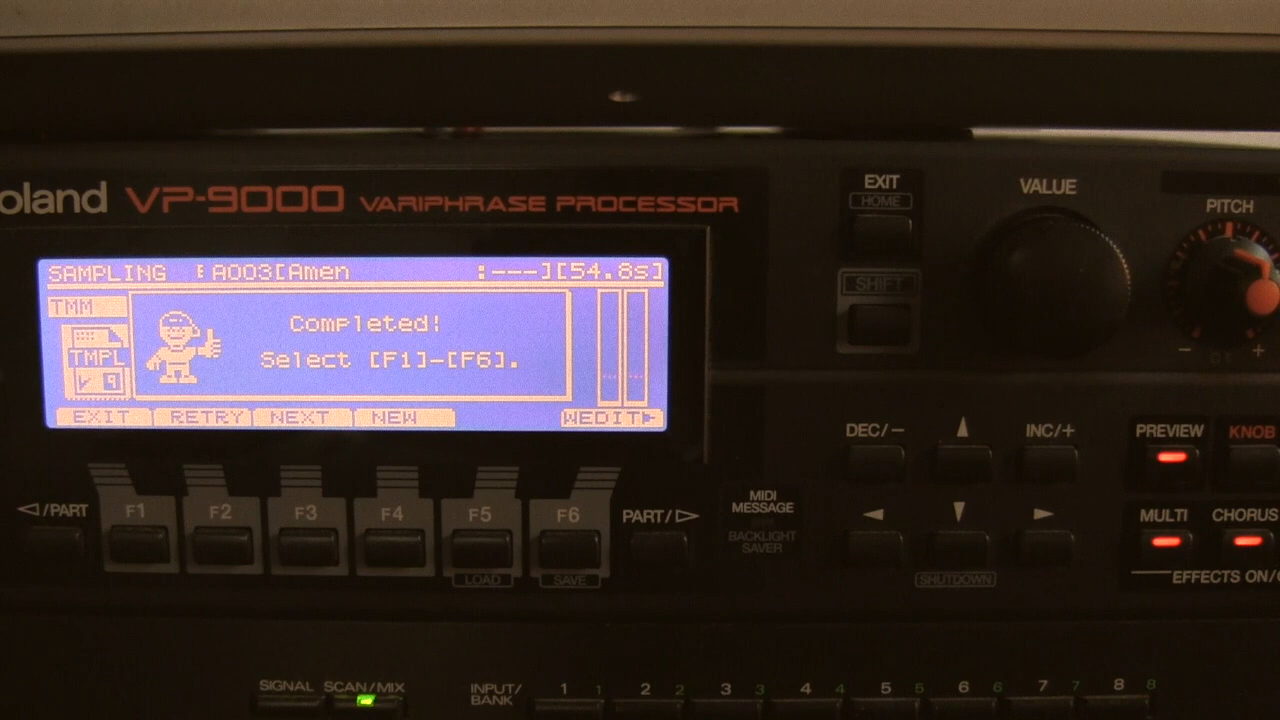 oland VP-9000 VARIPHRASE PROCESSOR
SAMPLING A003[Amen :---][54.8s]
TMM
TMPL
Completed!
Select [F1]-[F6].
EXIT RETRY NEXT NEW WEDIT▶
◁/PART F1 F2 F3 F4 F5 F6 PART/▷
LOAD SAVE
MIDI
MESSAGE
BACKLIGHT
SAVER
EXIT
HOME
SHIFT
VALUE
PITCH
- +
DEC/- ▲ INC/+
◀ ▼ ▶
SHUTDOWN
PREVIEW KNOB
MULTI CHORUS
EFFECTS ON/
SIGNAL SCAN/MIX
INPUT/
BANK
1 1 2 2 3 3 4 4 5 5 6 6 7 7 8 8